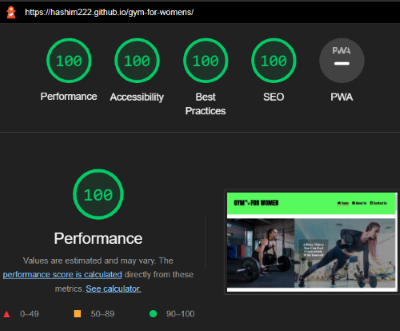 https://hashim222.github.io/gym-for-womens/
100 100 100 100 PWA
Performance Accessibility Best Practices SEO PWA
100
Performance
Values are estimated and may vary. The
performance score is calculated directly from these
metrics. See calculator.
GYM FOR WOMEN
0–49 50–89 90–100